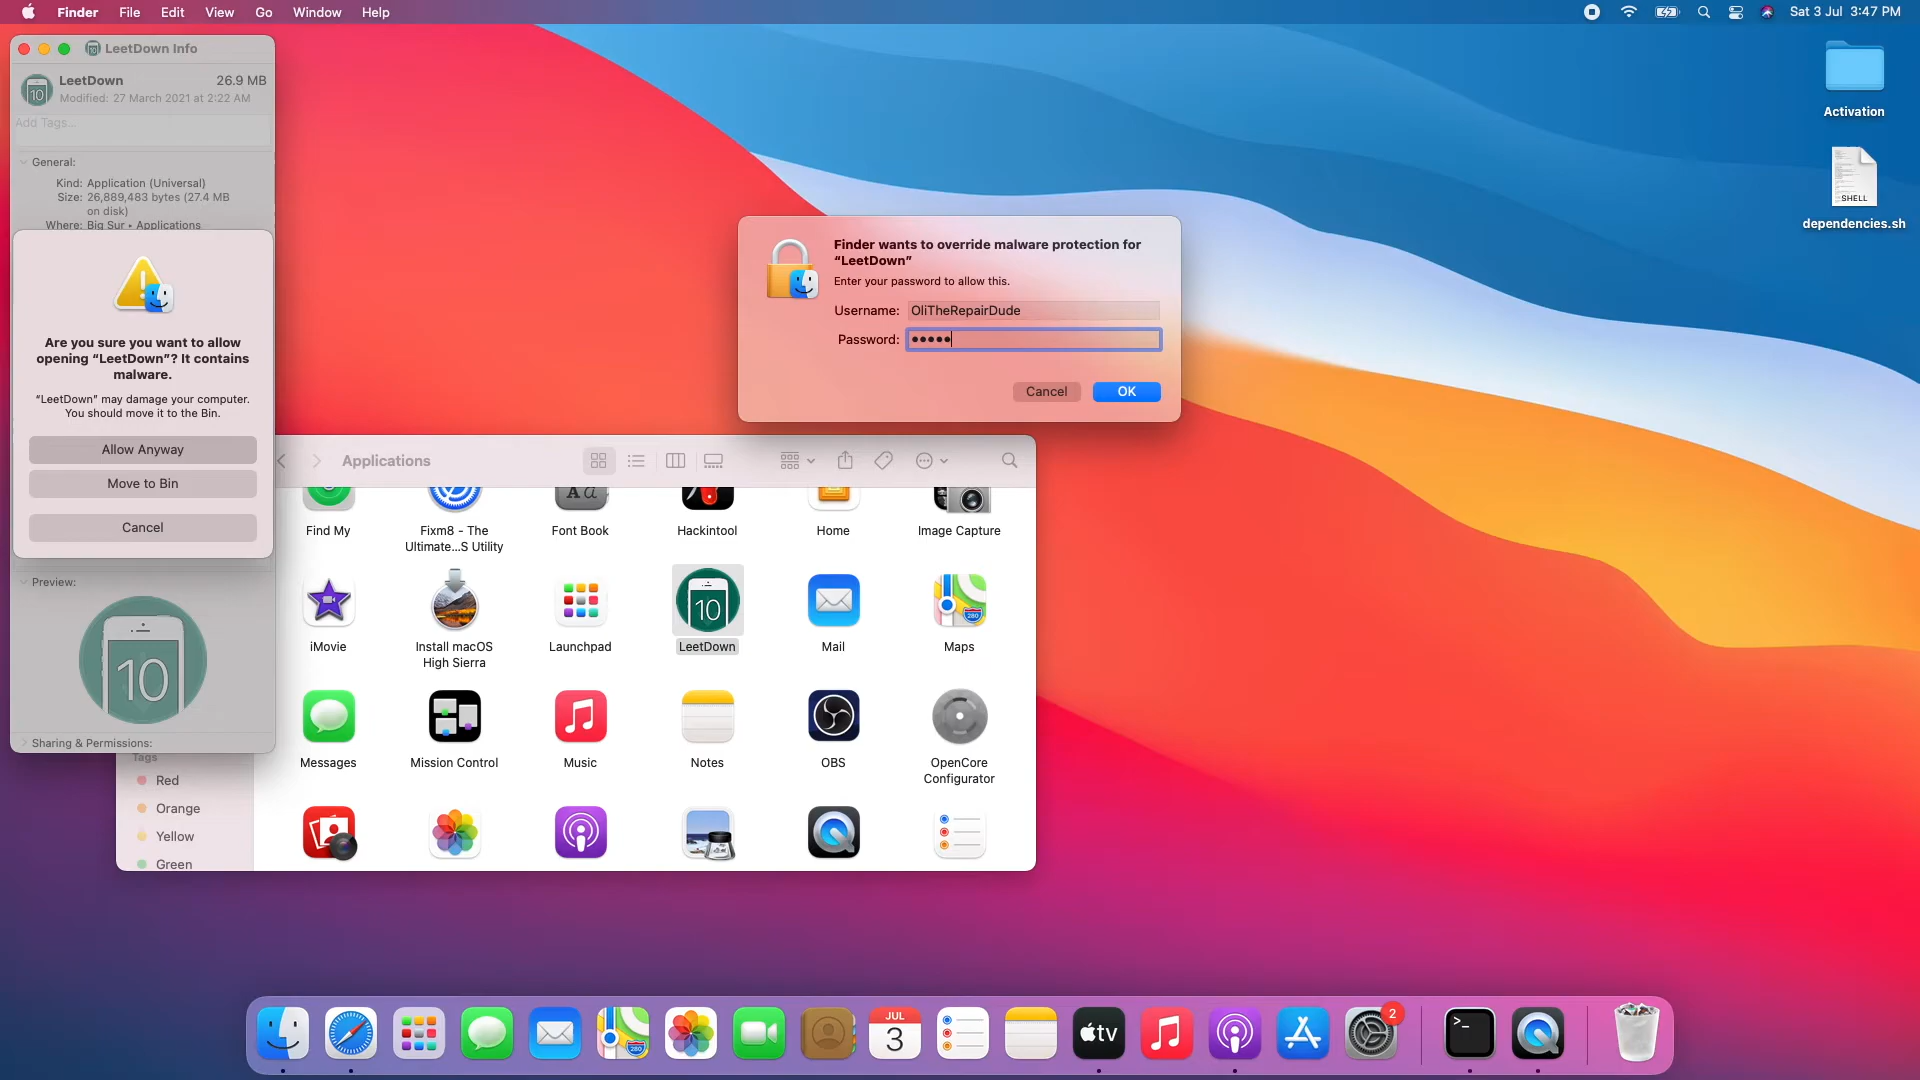 Finder File Edit View Go Window Help
Sat 3 Jul 3:47 PM
LeetDown Info
LeetDown 26.9 MB
Modified: 27 March 2021 at 2:22 AM
Add Tags...
General:
Kind: Application (Universal)
Size: 26,889,483 bytes (27.4 MB
on disk)
Where: Big Sur ▸ Applications
Are you sure you want to allow
opening “LeetDown”? It contains
malware.
“LeetDown” may damage your computer.
You should move it to the Bin.
Allow Anyway
Move to Bin
Cancel
Preview:
10
Sharing & Permissions:
Finder wants to override malware protection for
“LeetDown”
Enter your password to allow this.
Username: OliTheRepairDude
Password: •••••
Cancel OK
Activation
SHELL
dependencies.sh
Applications
Find My
Fixm8 - The
Ultimate...S Utility
Font Book
Hackintool
Home
Image Capture
iMovie
Install macOS
High Sierra
Launchpad
10
LeetDown
Mail
280
Maps
Messages
Mission Control
Music
Notes
OBS
OpenCore
Configurator
Tags
Red
Orange
Yellow
Green
280
JUL
3
tv
2
>_